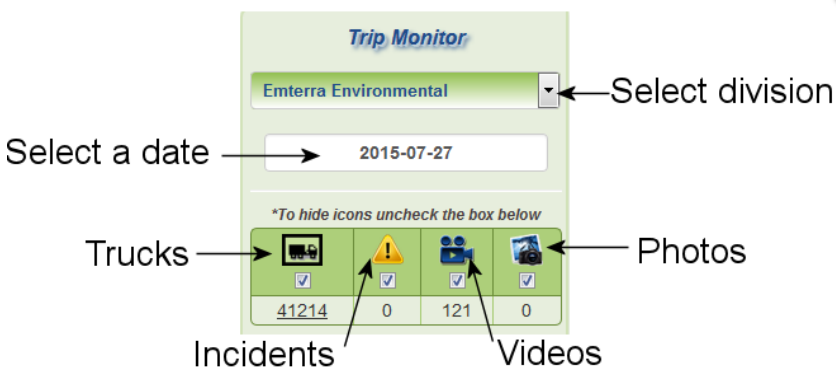 Trip Monitor
Emterra Environmental
Select division
Select a date
2015-07-27
*To hide icons uncheck the box below
Trucks
Photos
41214 0 121 0
Incidents
Videos